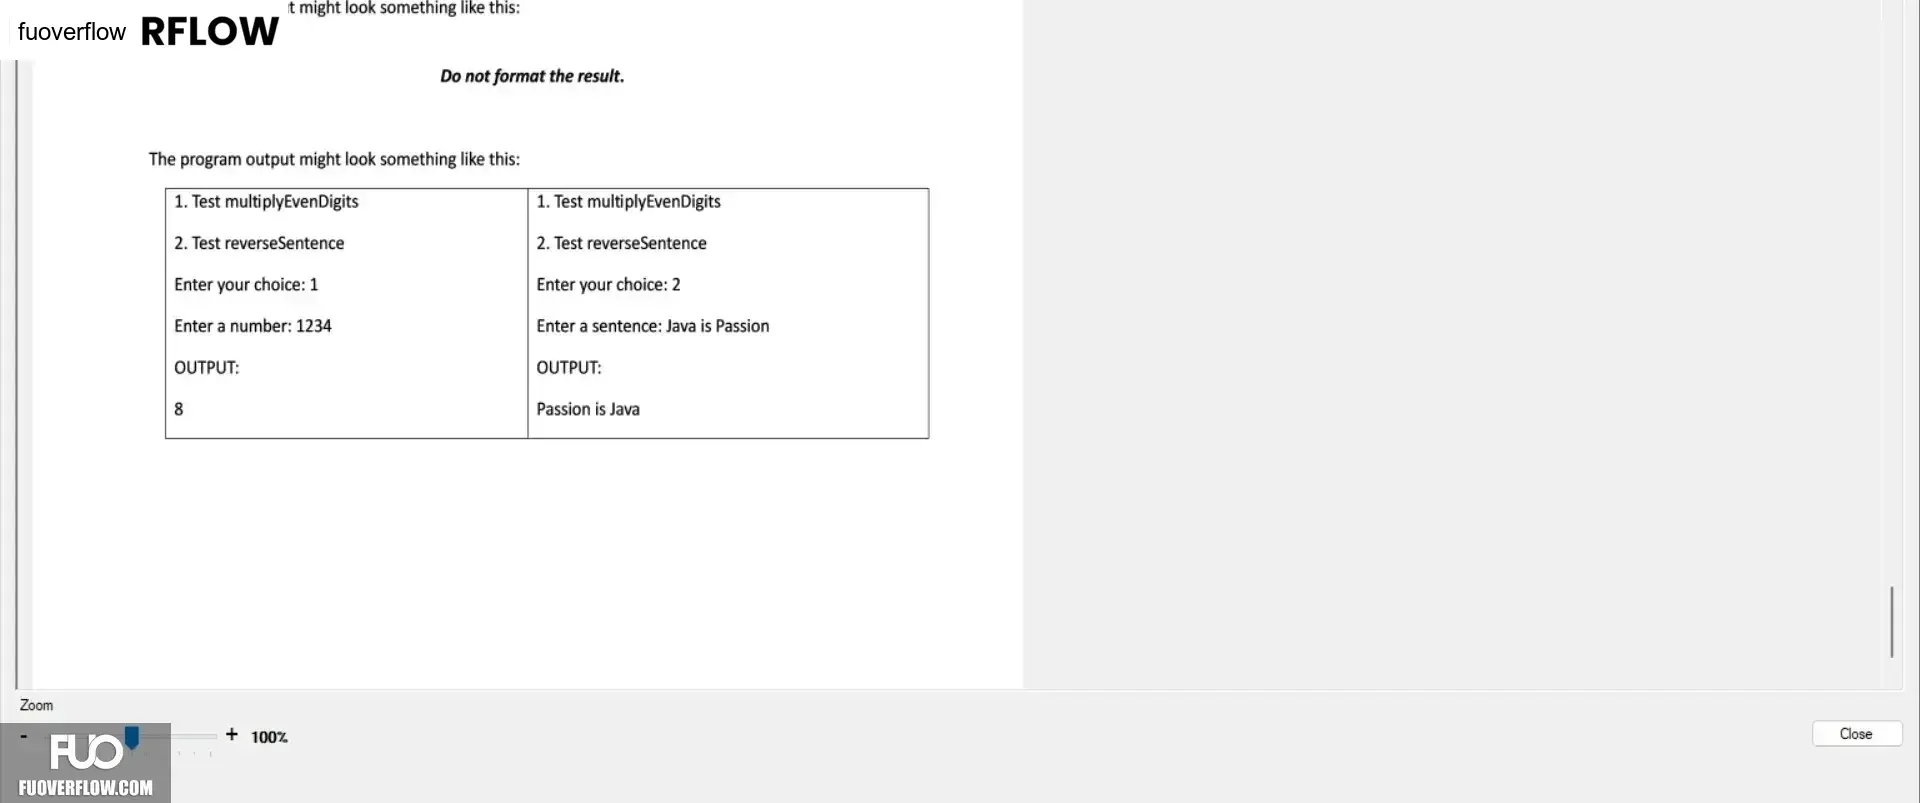 t might look something like this:
fuoverflow RFLOW
Do not format the result.
The program output might look something like this:
1. Test multiplyEvenDigits
2. Test reverseSentence
Enter your choice: 1
Enter a number: 1234
OUTPUT:
8
1. Test multiplyEvenDigits
2. Test reverseSentence
Enter your choice: 2
Enter a sentence: Java is Passion
OUTPUT:
Passion is Java
Zoom
- + 100%
Close
FUO
FUOVERFLOW.COM